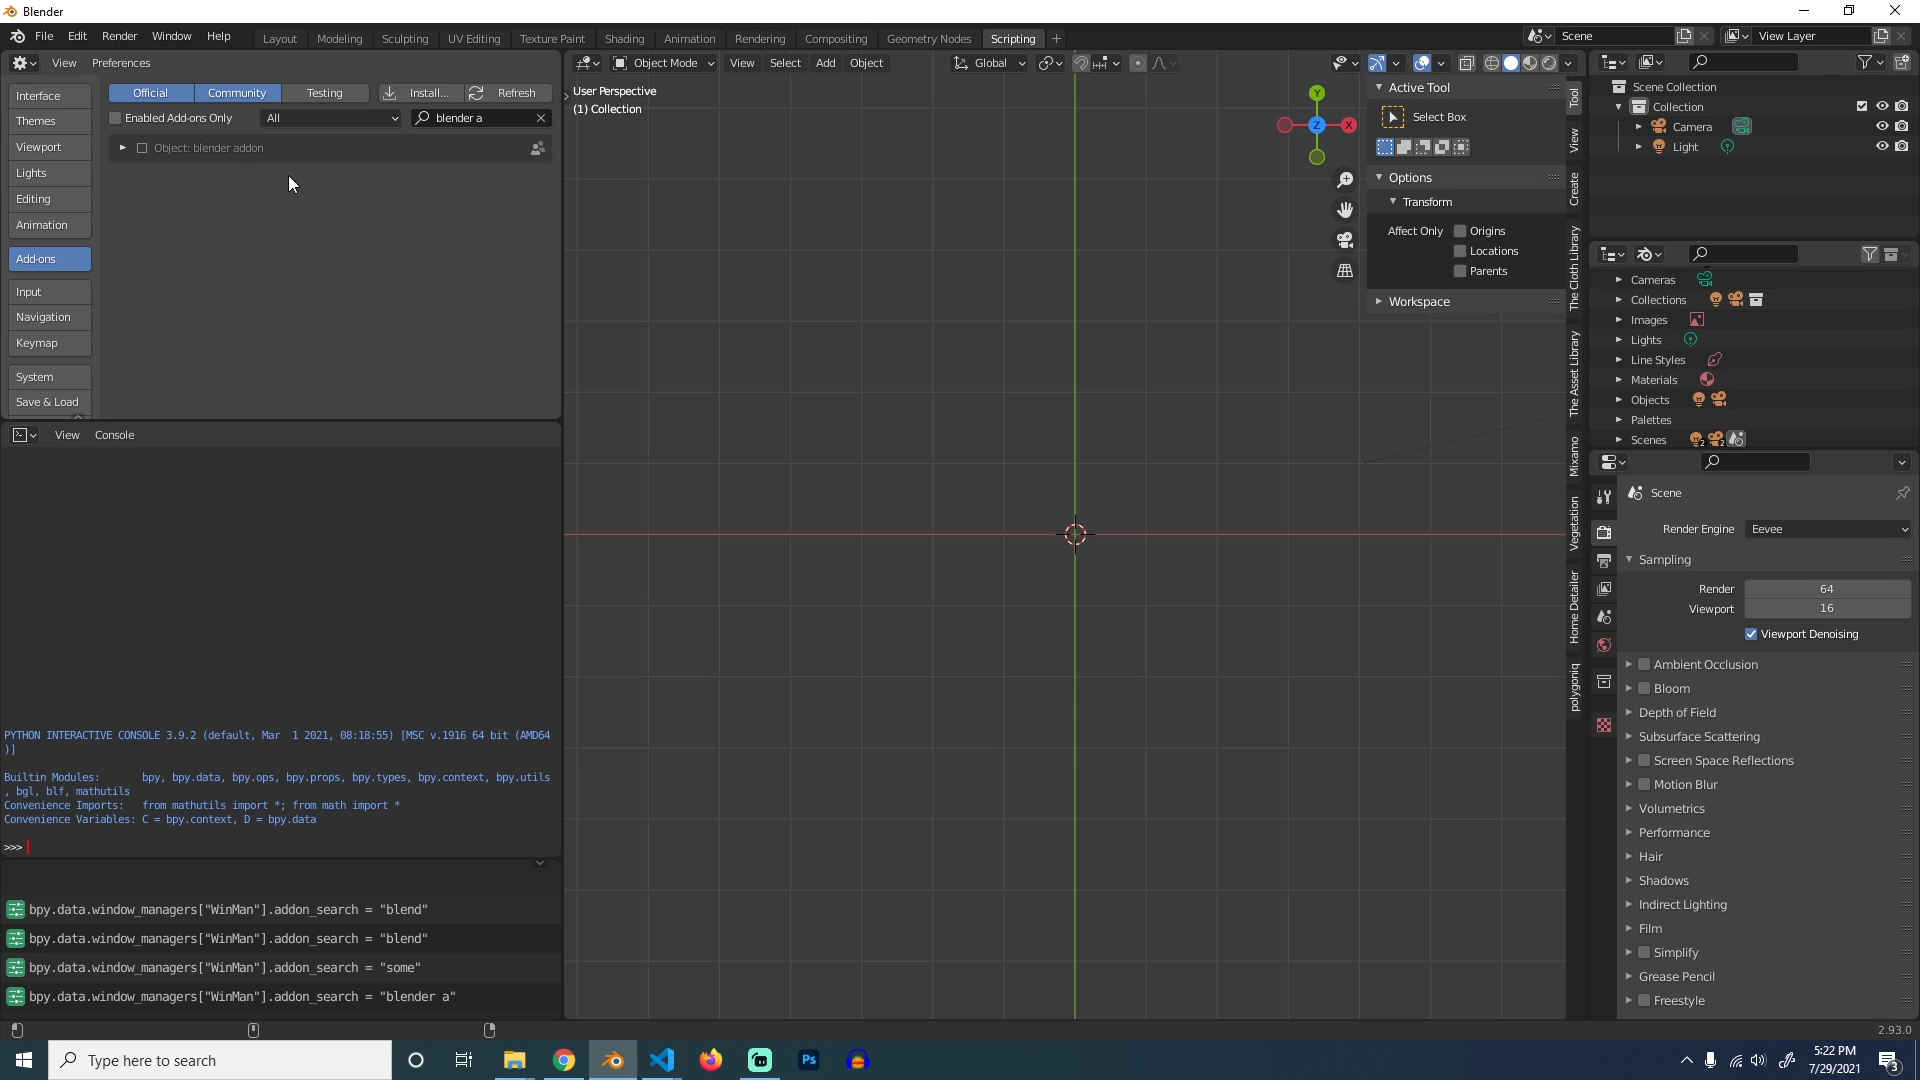 Blender
File Edit Render Window Help
Layout Modeling Sculpting UV Editing Texture Paint Shading Animation Rendering Compositing Geometry Nodes Scripting
Scene
View Layer
View Preferences
Interface
Themes
Viewport
Lights
Editing
Animation
Add-ons
Input
Navigation
Keymap
System
Save & Load
Official Community Testing Install... Refresh
Enabled Add-ons Only All blender a
Object: blender addon
View Console
PYTHON INTERACTIVE CONSOLE 3.9.2 (default, Mar  1 2021, 08:18:55) [MSC v.1916 64 bit (AMD64
)]
Builtin Modules: bpy, bpy.data, bpy.ops, bpy.props, bpy.types, bpy.context, bpy.utils
, bgl, blf, mathutils
Convenience Imports: from mathutils import *; from math import *
Convenience Variables: C = bpy.context, D = bpy.data
>>>
bpy.data.window_managers["WinMan"].addon_search = "blend"
bpy.data.window_managers["WinMan"].addon_search = "blend"
bpy.data.window_managers["WinMan"].addon_search = "some"
bpy.data.window_managers["WinMan"].addon_search = "blender a"
Object Mode View Select Add Object Global
User Perspective
(1) Collection
Y
X
Z
Active Tool
Select Box
Options
Transform
Affect Only Origins
Locations
Parents
Workspace
Tool
View
Create
The Cloth Library
The Asset Library
Mixamo
Vegetation
Home Detailer
polygoniq
Scene Collection
Collection
Camera
Light
Cameras
Collections
Images
Lights
Line Styles
Materials
Objects
Palettes
Scenes 2 2
Scene
Render Engine Eevee
Sampling
Render 64
Viewport 16
Viewport Denoising
Ambient Occlusion
Bloom
Depth of Field
Subsurface Scattering
Screen Space Reflections
Motion Blur
Volumetrics
Performance
Hair
Shadows
Indirect Lighting
Film
Simplify
Grease Pencil
Freestyle
2.93.0
Type here to search
Ps
5:22 PM
7/29/2021
3